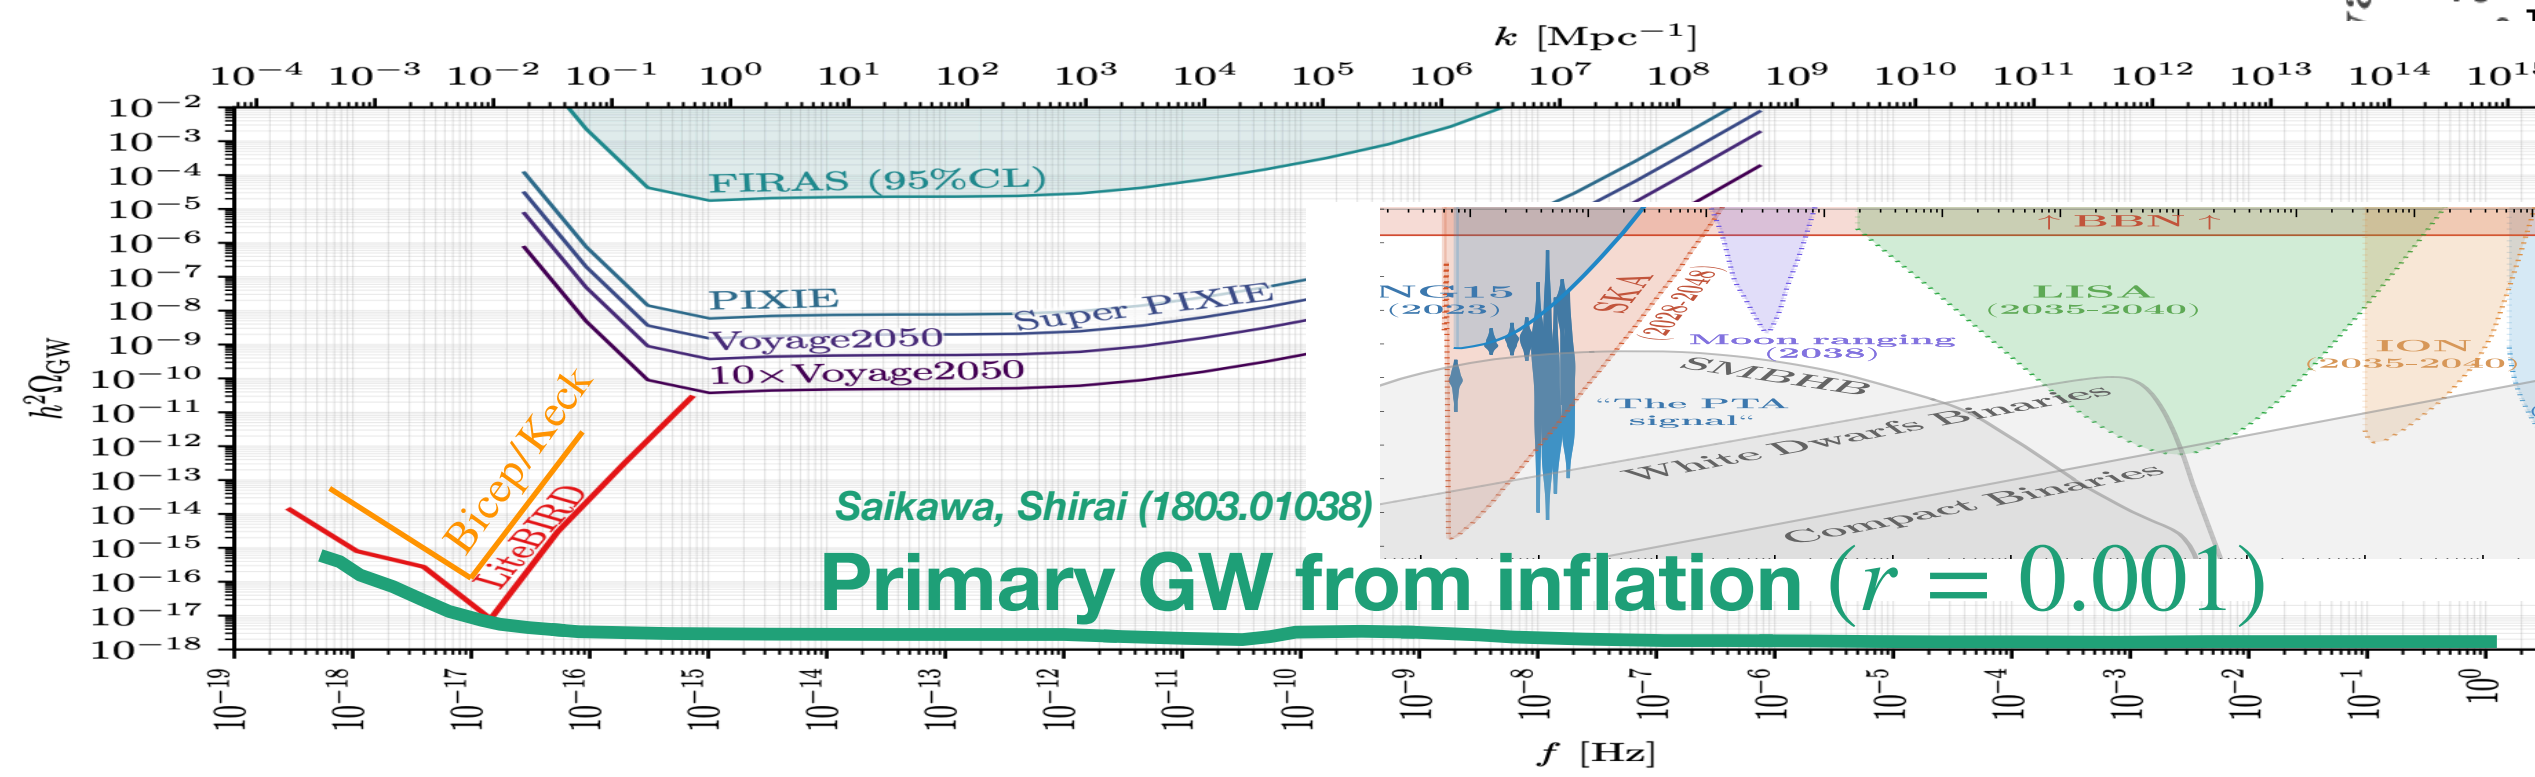 k [Mpc⁻¹]
10⁻⁴ 10⁻³ 10⁻² 10⁻¹ 10⁰ 10¹ 10² 10³ 10⁴ 10⁵ 10⁶ 10⁷ 10⁸ 10⁹ 10¹⁰ 10¹¹ 10¹² 10¹³ 10¹⁴ 10¹⁵
10⁻²
10⁻³
10⁻⁴
10⁻⁵
10⁻⁶
10⁻⁷
10⁻⁸
10⁻⁹
10⁻¹⁰
10⁻¹¹
10⁻¹²
10⁻¹³
10⁻¹⁴
10⁻¹⁵
10⁻¹⁶
10⁻¹⁷
10⁻¹⁸
h²Ω_GW
FIRAS (95%CL)
PIXIE
Super PIXIE
Voyage2050
10× Voyage2050
Bicep/Keck
LiteBIRD
NG15
(2023)
SKA
(2028-2048)
Moon ranging
(2038)
↑ BBN ↑
LISA
(2035-2040)
ION
(2035-2040)
SMBHB
“The PTA
signal“
White Dwarfs Binaries
Compact Binaries
Saikawa, Shirai (1803.01038)
Primary GW from inflation (r = 0.001)
10⁻¹⁹ 10⁻¹⁸ 10⁻¹⁷ 10⁻¹⁶ 10⁻¹⁵ 10⁻¹⁴ 10⁻¹³ 10⁻¹² 10⁻¹¹ 10⁻¹⁰ 10⁻⁹ 10⁻⁸ 10⁻⁷ 10⁻⁶ 10⁻⁵ 10⁻⁴ 10⁻³ 10⁻² 10⁻¹ 10⁰
f [Hz]